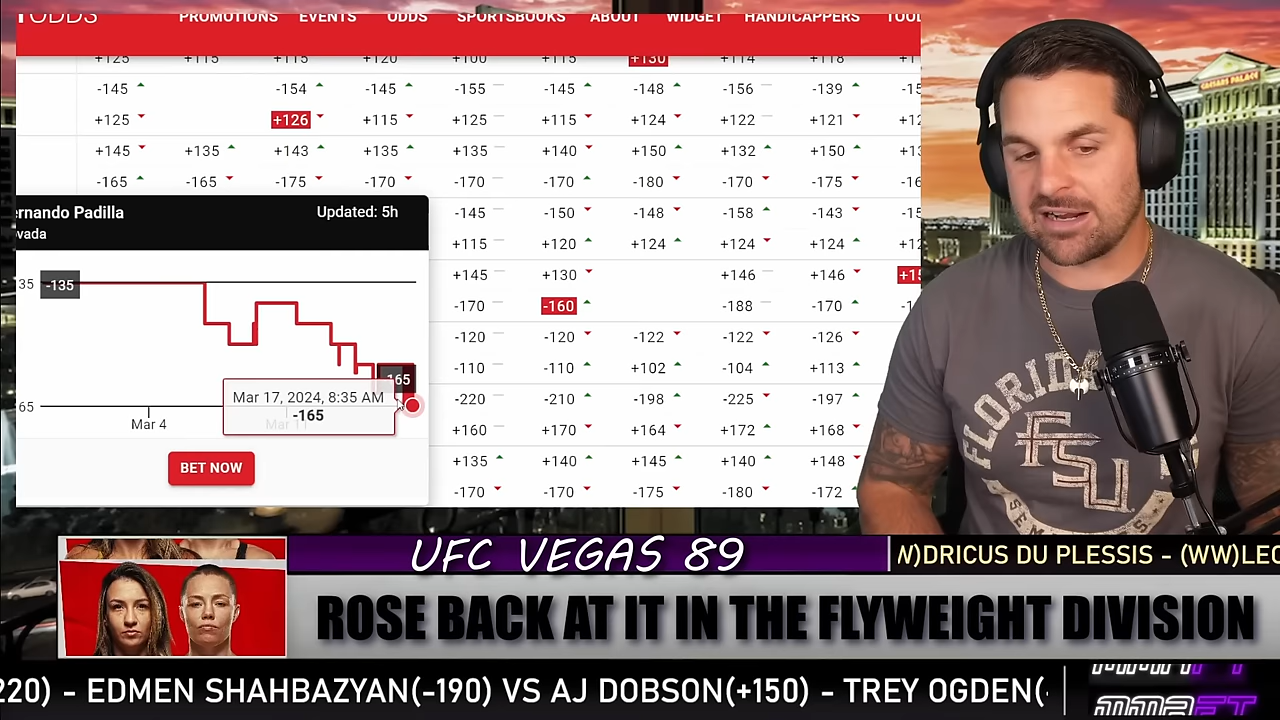 ODDS PROMOTIONS EVENTS ODDS SPORTSBOOKS ABOUT WIDGET HANDICAPPERS
+125 +115 +115 +120 +100 +115 +130 +114 +118
-145 -154 -145 -155 -145 -148 -156 -139
+125 +126 +115 +125 +115 +124 +122 +121
+145 +135 +143 +155 +135 +140 +150 +132 +150
-165 -165 -175 -170 -170 -170 -180 -170 -175
-145 -150 -148 -158 -143
+115 +120 +124 +124 +124
+145 +130 +146 +146
-170 -160 -188 -170
-120 -120 -122 -122 -126
-110 -110 +102 -104 +113
-220 -210 -198 -225 -197
+160 +170 +164 +172 +168
+135 +140 +145 +140 +148
-170 -170 -175 -180 -172
Padilla
Updated: 5h
-135
Mar 17, 2024, 8:35 AM
-165
Mar 4
BET NOW
CAESARS PALACE
FLORIDA
FSU
UFC VEGAS 89
DRICUS DU PLESSIS - (WW)
ROSE BACK AT IT IN THE FLYWEIGHT DIVISION
220) - EDMEN SHAHBAZYAN(-190) VS AJ DOBSON(+150) - TREY OGDEN(-